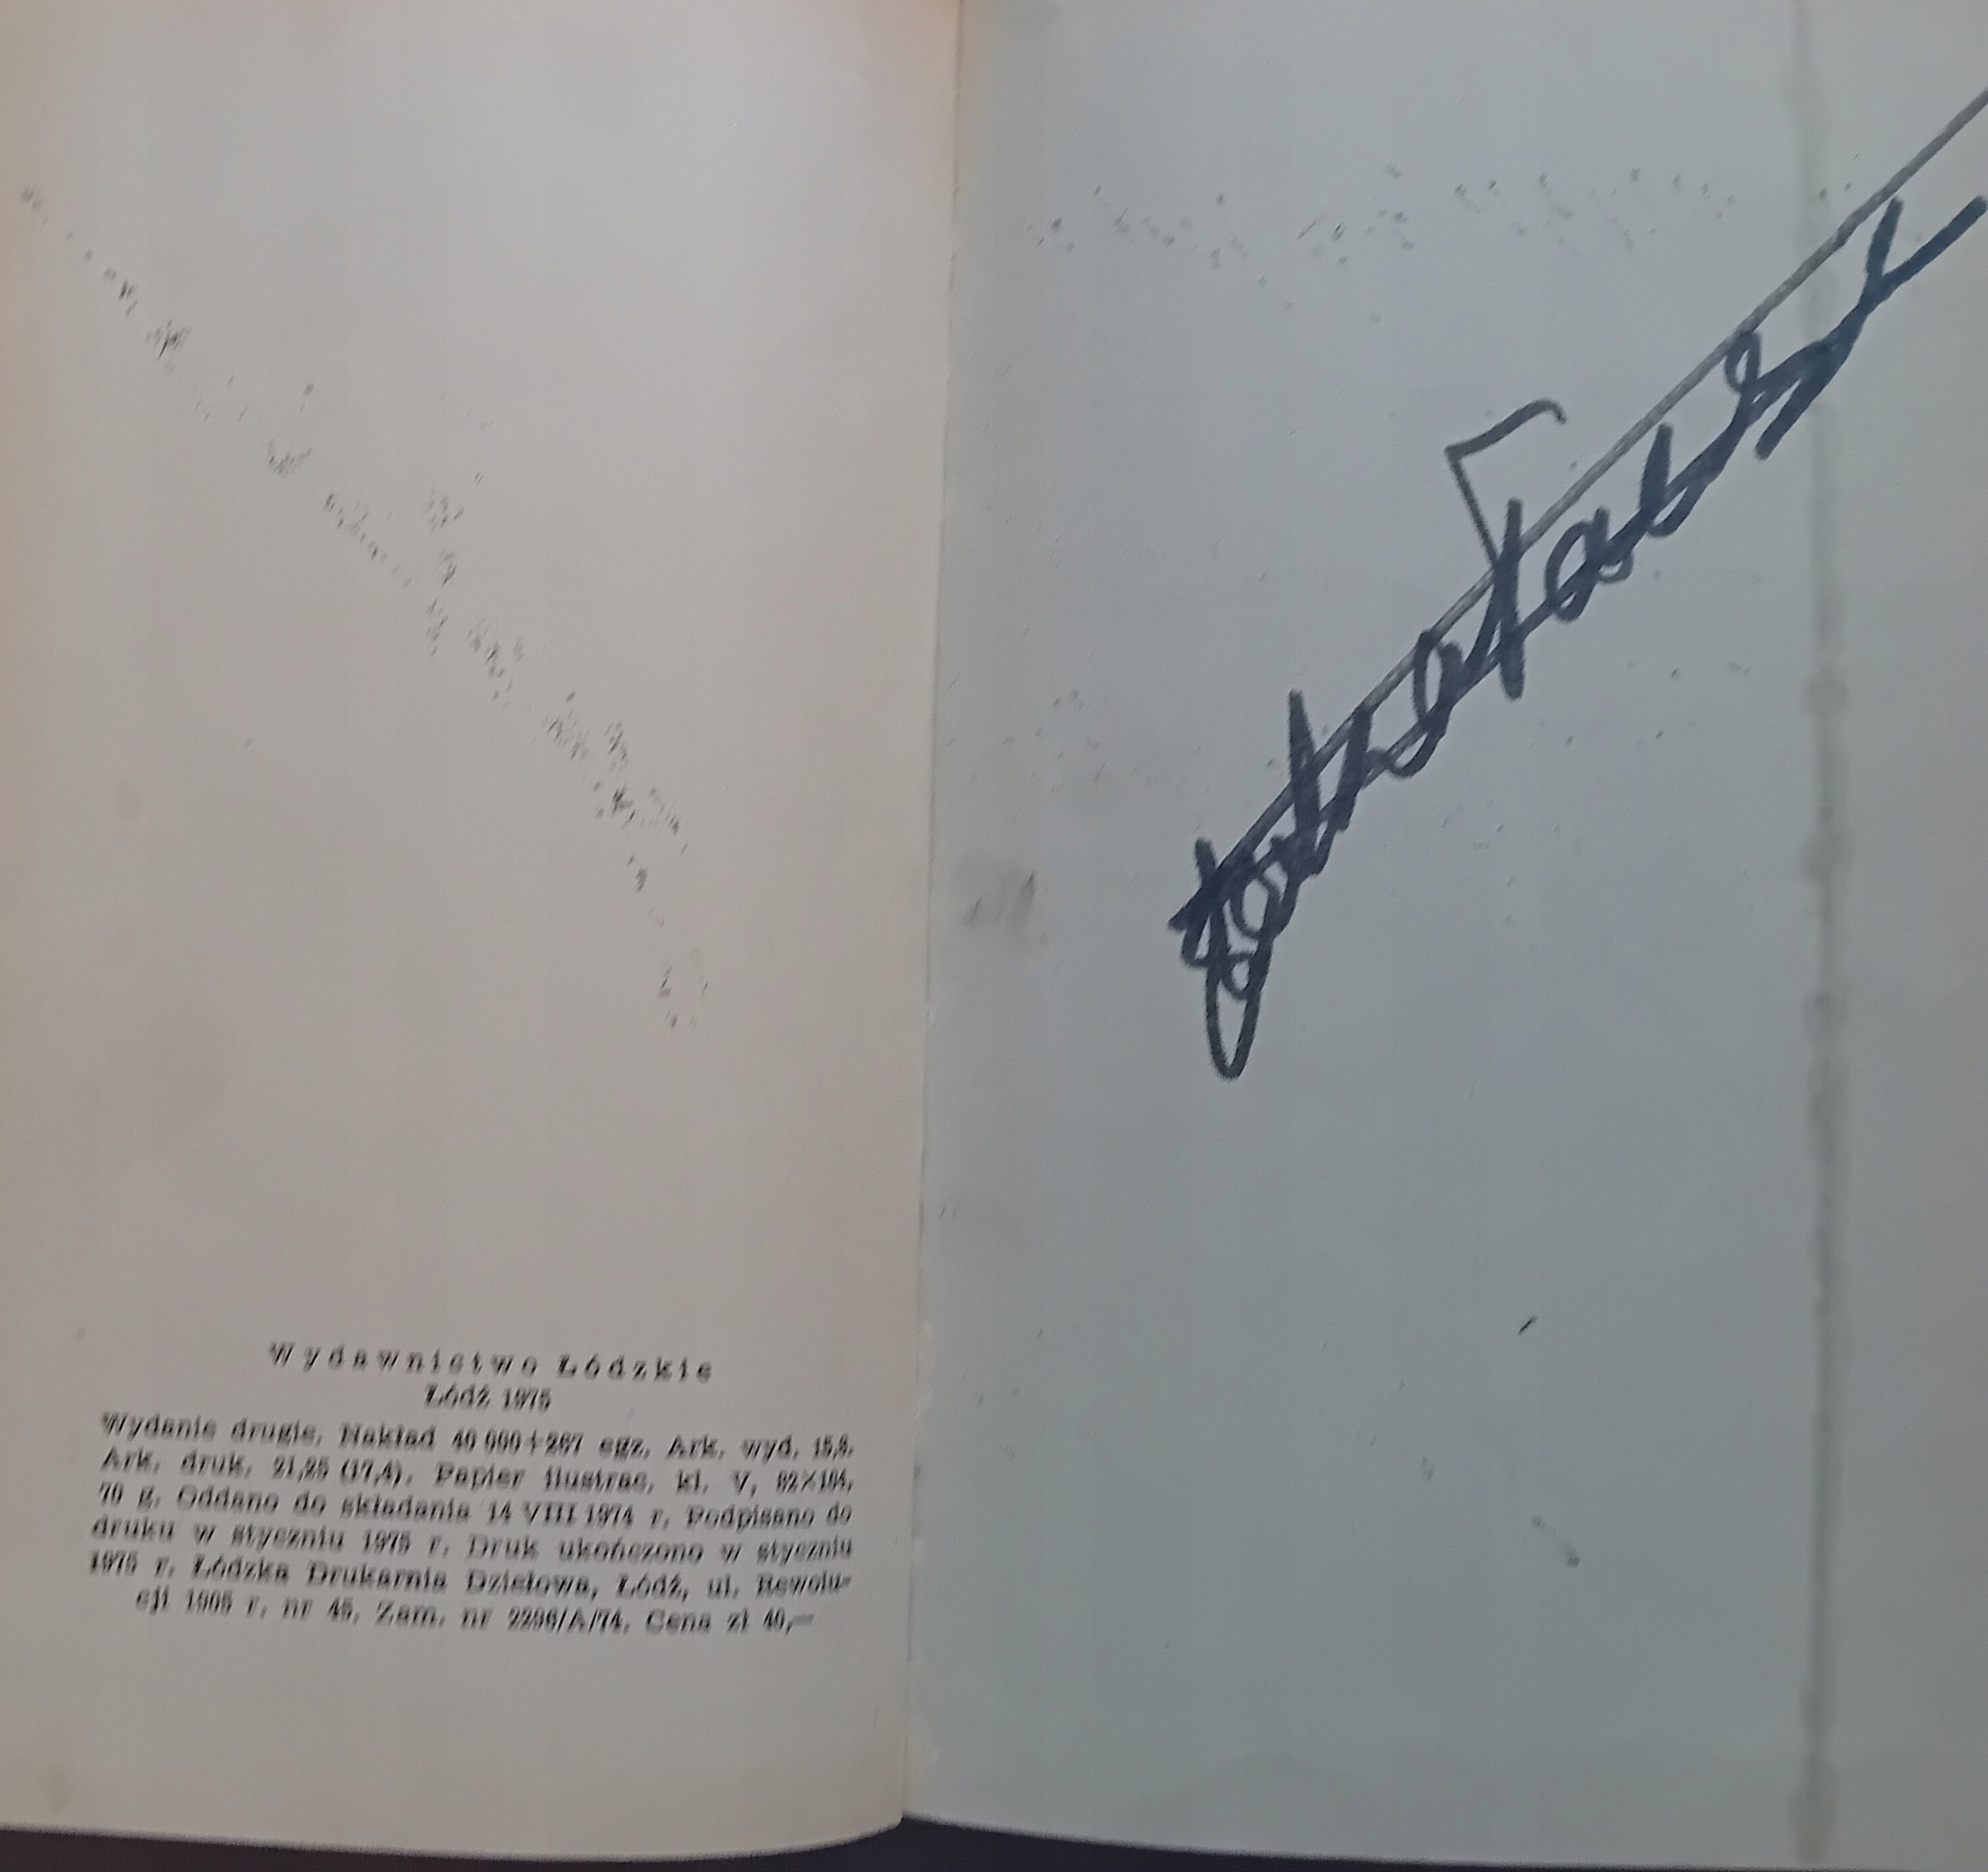 Wydawnictwo Łódzkie
Łódź 1975
Wydanie drugie. Nakład 40 000+267 egz. Ark. wyd. 15,8.
Ark. druk. 21,25 (17,4). Papier ilustrac. kl. V, 82×104,
70 g. Oddano do składania 14 VIII 1974 r. Podpisano do
druku w styczniu 1975 r. Druk ukończono w styczniu
1975 r. Łódzka Drukarnia Dziełowa, Łódź, ul. Rewolu-
cji 1905 r. nr 45. Zam. nr 2296/A/74. Cena zł 40,—